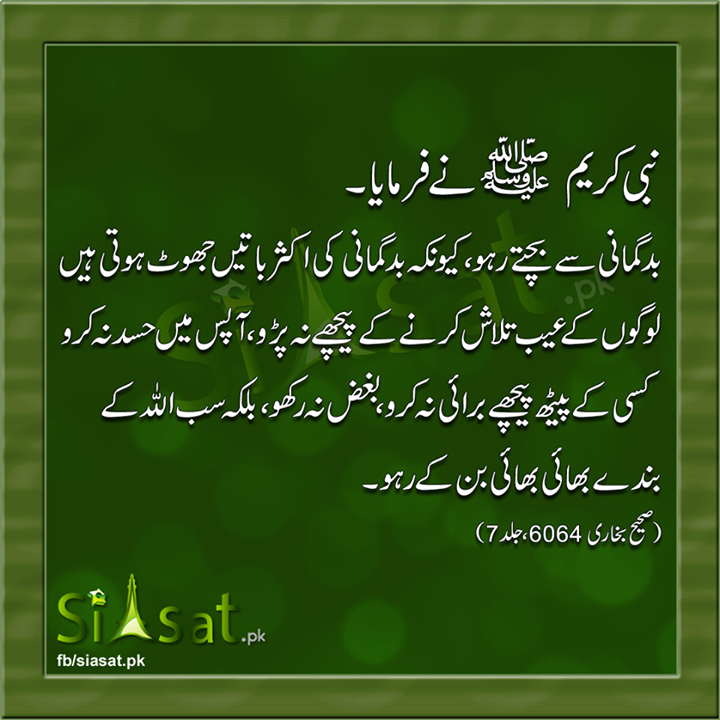 نبی کریم ﷺ نے فرمایا۔
بدگمانی سے بچتے رہو، کیونکہ بدگمانی کی اکثر باتیں جھوٹ ہوتی ہیں
لوگوں کے عیب تلاش کرنے کے پیچھے نہ پڑو، آپس میں حسد نہ کرو
کسی کے پیٹھ پیچھے برائی نہ کرو، بغض نہ رکھو، بلکہ سب اللہ کے
بندے بھائی بھائی بن کے رہو۔
(صحیح بخاری 6064، جلد 7)
Siasat.pk
Siasat.pk
fb/siasat.pk